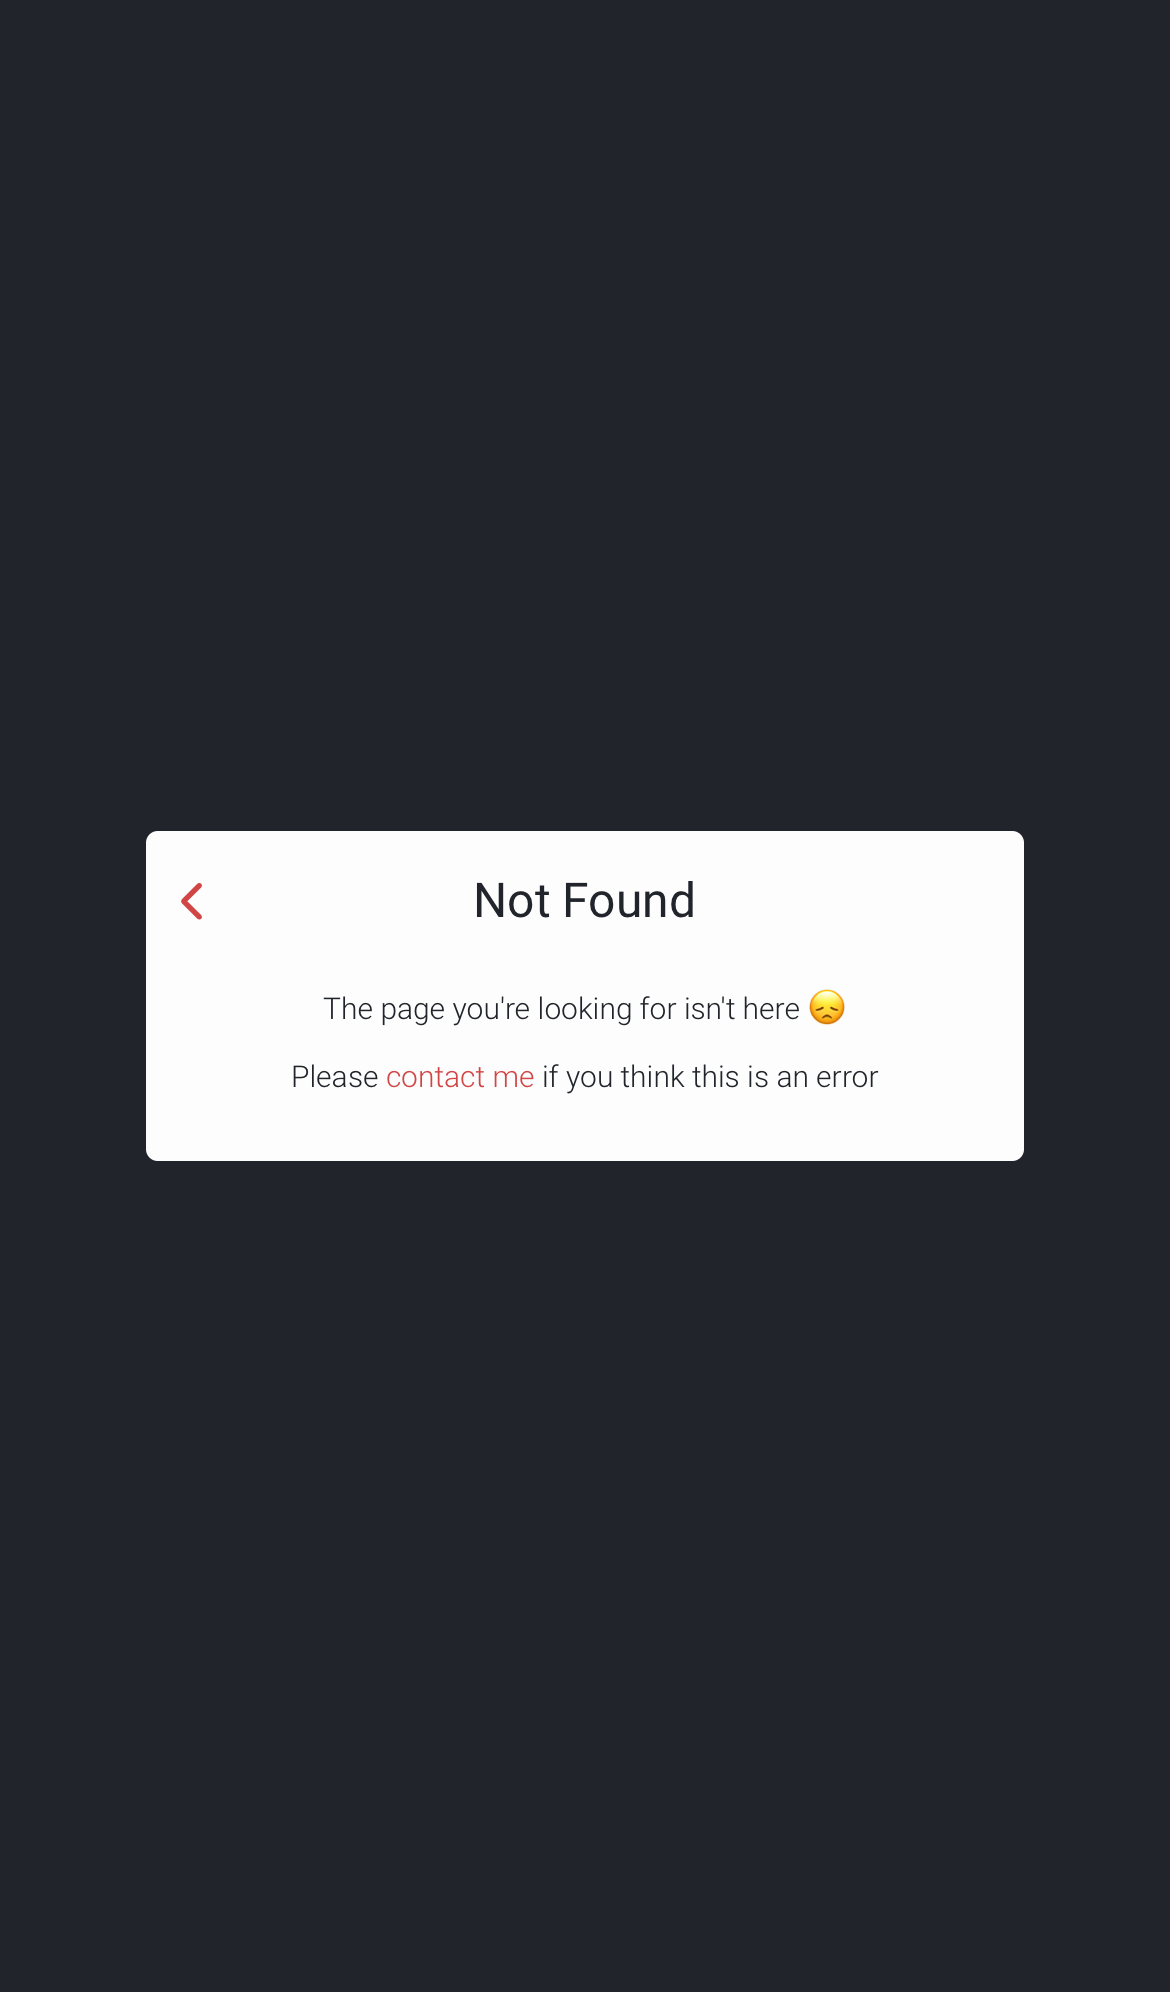 Not Found
The page you're looking for isn't here 😞
Please contact me if you think this is an error